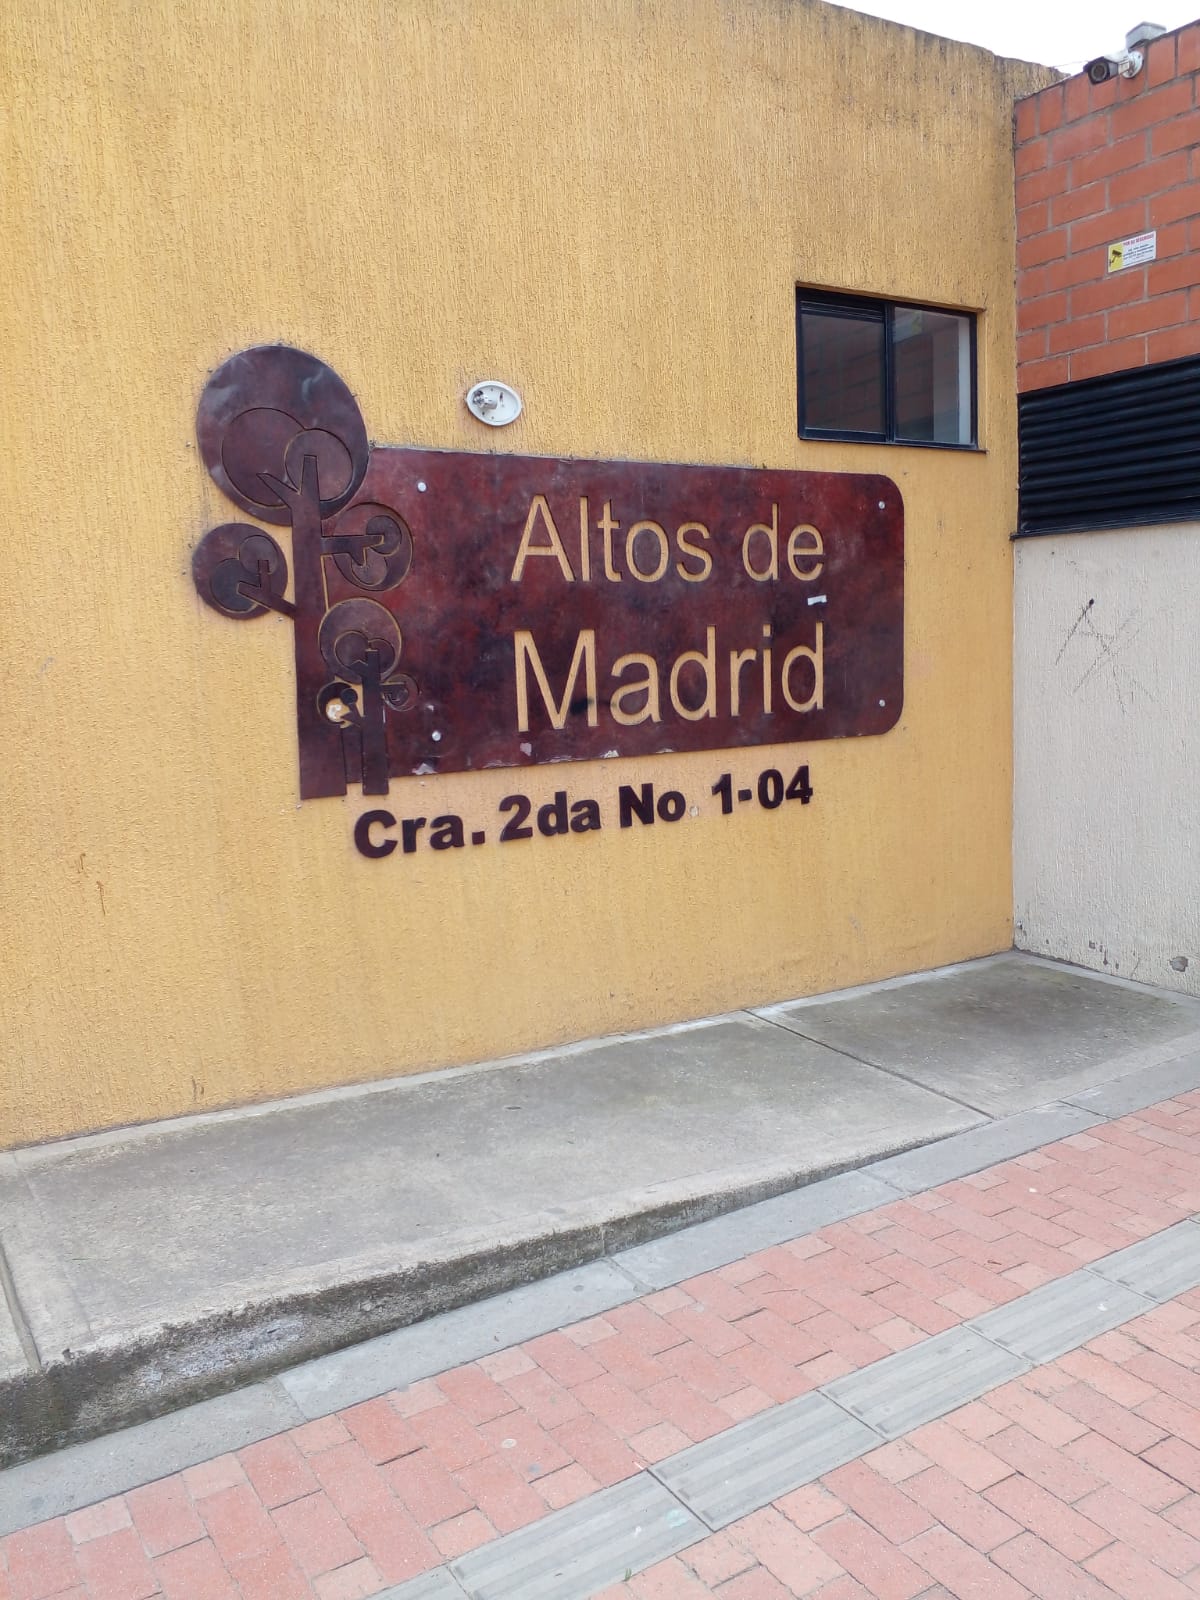 Altos de
Madrid
Cra. 2da No 1-04